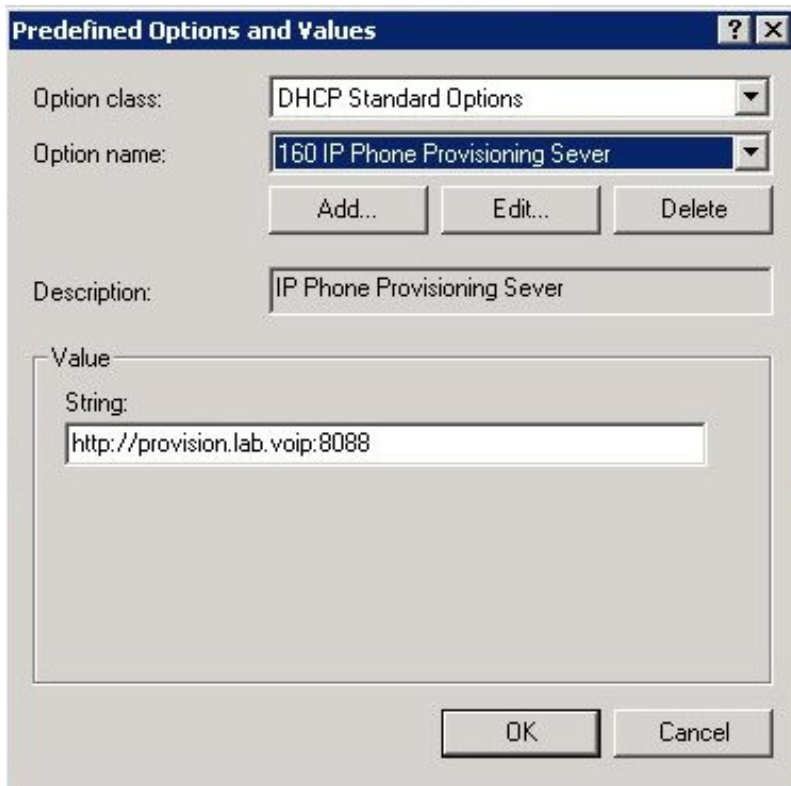 Predefined Options and Values
Option class: DHCP Standard Options
Option name: 160 IP Phone Provisioning Sever
Add... Edit... Delete
Description: IP Phone Provisioning Sever
Value
String:
http://provision.lab.voip:8088
OK Cancel